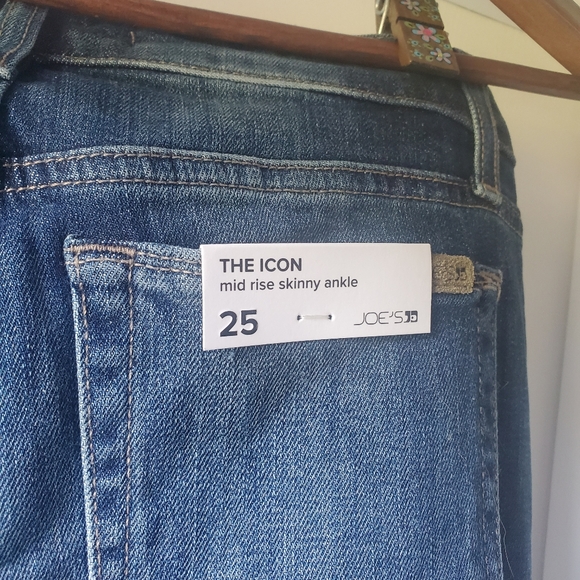 THE ICON
mid rise skinny ankle
25 JOE'S